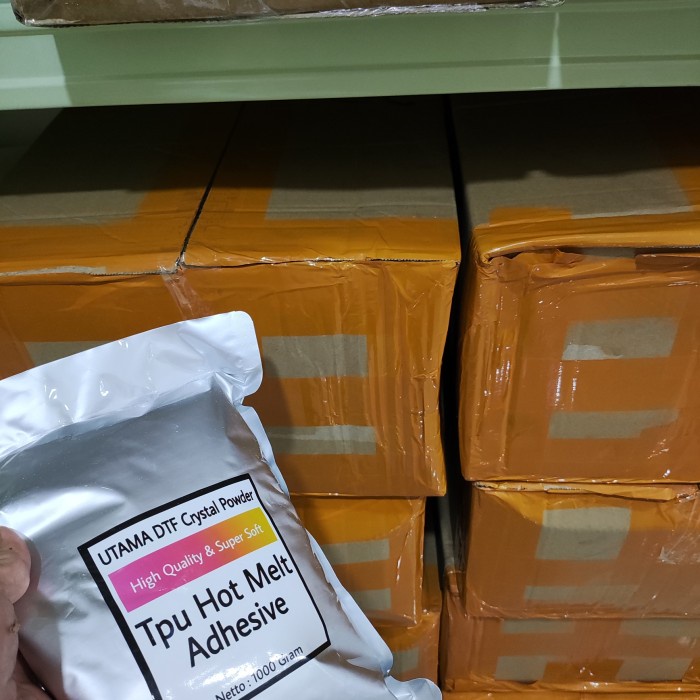 UTAMA DTF Crystal Powder
High Quality & Super Soft
Tpu Hot Melt
Adhesive
Netto : 1000 Gram